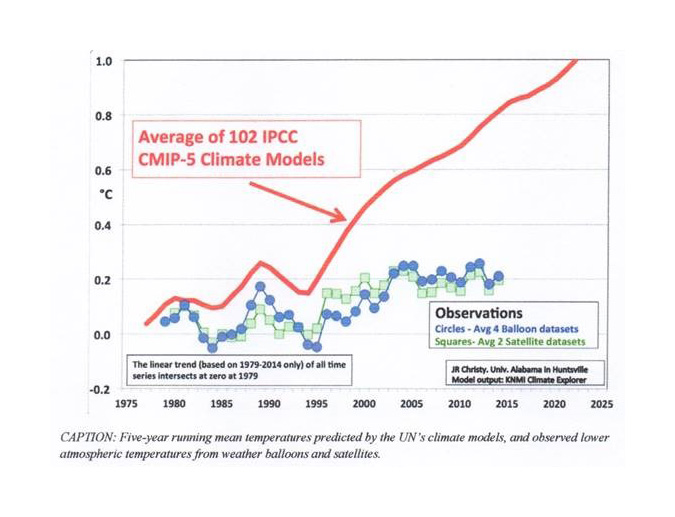 1.0
0.8
0.6
°C
0.4
0.2
0.0
-0.2
Average of 102 IPCC
CMIP-5 Climate Models
Observations
Circles - Avg 4 Balloon datasets
Squares- Avg 2 Satellite datasets
The linear trend (based on 1979-2014 only) of all time
series intersects at zero at 1979
JR Christy. Univ. Alabama in Huntsville
Model output: KNMI Climate Explorer
1975 1980 1985 1990 1995 2000 2005 2010 2015 2020 2025
CAPTION: Five-year running mean temperatures predicted by the UN's climate models, and observed lower
atmospheric temperatures from weather balloons and satellites.